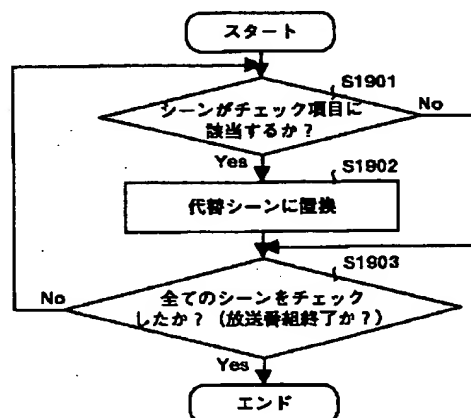 スタート
S1901
シーンがチェック項目に
該当するか？
No
Yes
S1902
代替シーンに置換
S1903
全てのシーンをチェック
したか？（放送番組終了か？）
No
Yes
エンド